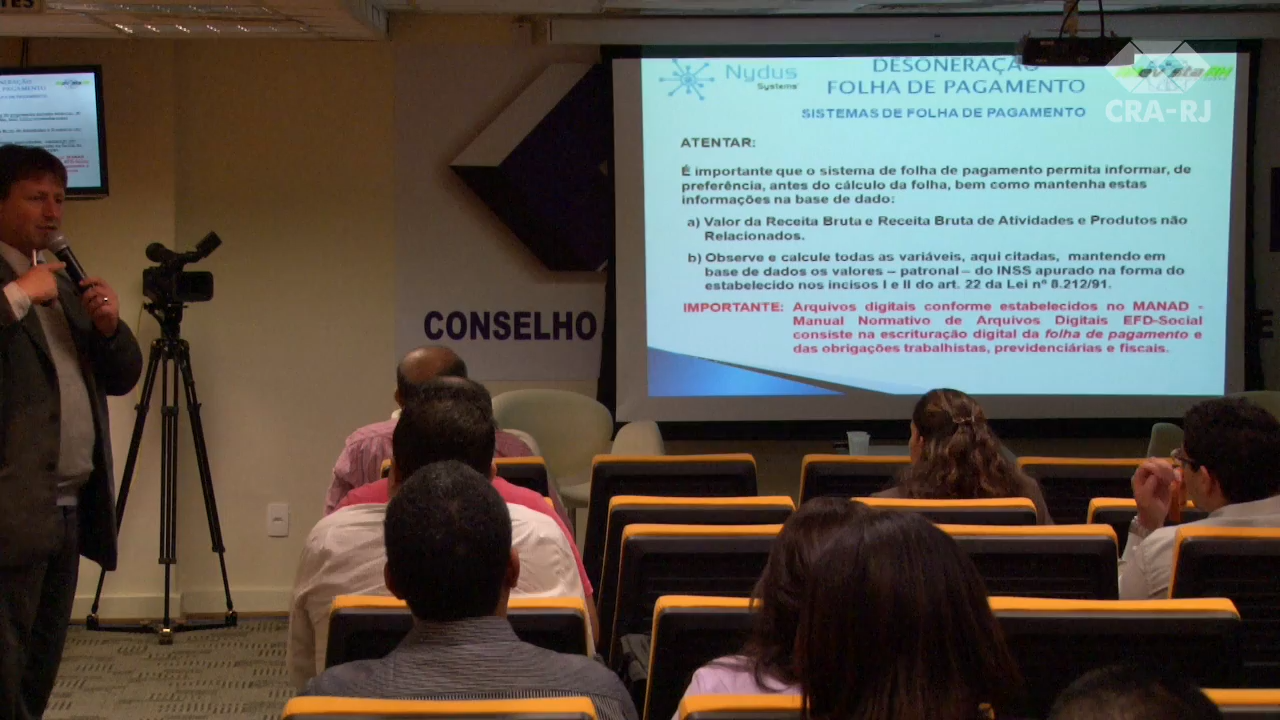 TES
Nydus
Systems
DESONERAÇÃO
FOLHA DE PAGAMENTO
SISTEMAS DE FOLHA DE PAGAMENTO
CRA-RJ
ATENTAR:
É importante que o sistema de folha de pagamento permita informar, de
preferência, antes do cálculo da folha, bem como mantenha estas
informações na base de dado:
a) Valor da Receita Bruta e Receita Bruta de Atividades e Produtos não
Relacionados.
b) Observe e calcule todas as variáveis, aqui citadas, mantendo em
base de dados os valores – patronal – do INSS apurado na forma do
estabelecido nos incisos I e II do art. 22 da Lei nº 8.212/91.
IMPORTANTE: Arquivos digitais conforme estabelecidos no MANAD -
Manual Normativo de Arquivos Digitais EFD-Social
consiste na escrituração digital da folha de pagamento e
das obrigações trabalhistas, previdenciárias e fiscais.
CONSELHO